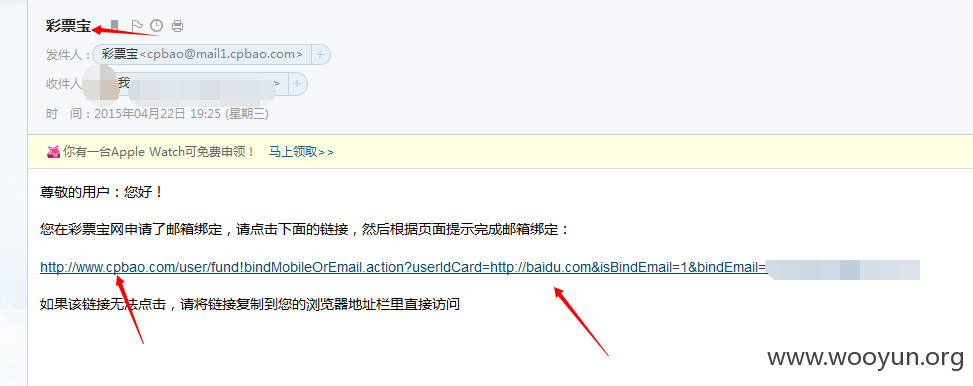 彩票宝
发件人：彩票宝<cpbao@mail1.cpbao.com> +
收件人 我 > +
时 间：2015年04月22日 19:25 (星期三)
你有一台Apple Watch可免费申领！ 马上领取>>
尊敬的用户：您好！
您在彩票宝网申请了邮箱绑定，请点击下面的链接，然后根据页面提示完成邮箱绑定：
http://www.cpbao.com/user/fund!bindMobileOrEmail.action?userIdCard=http://baidu.com&isBindEmail=1&bindEmail=
如果该链接无法点击，请将链接复制到您的浏览器地址栏里直接访问
www.wooyun.org